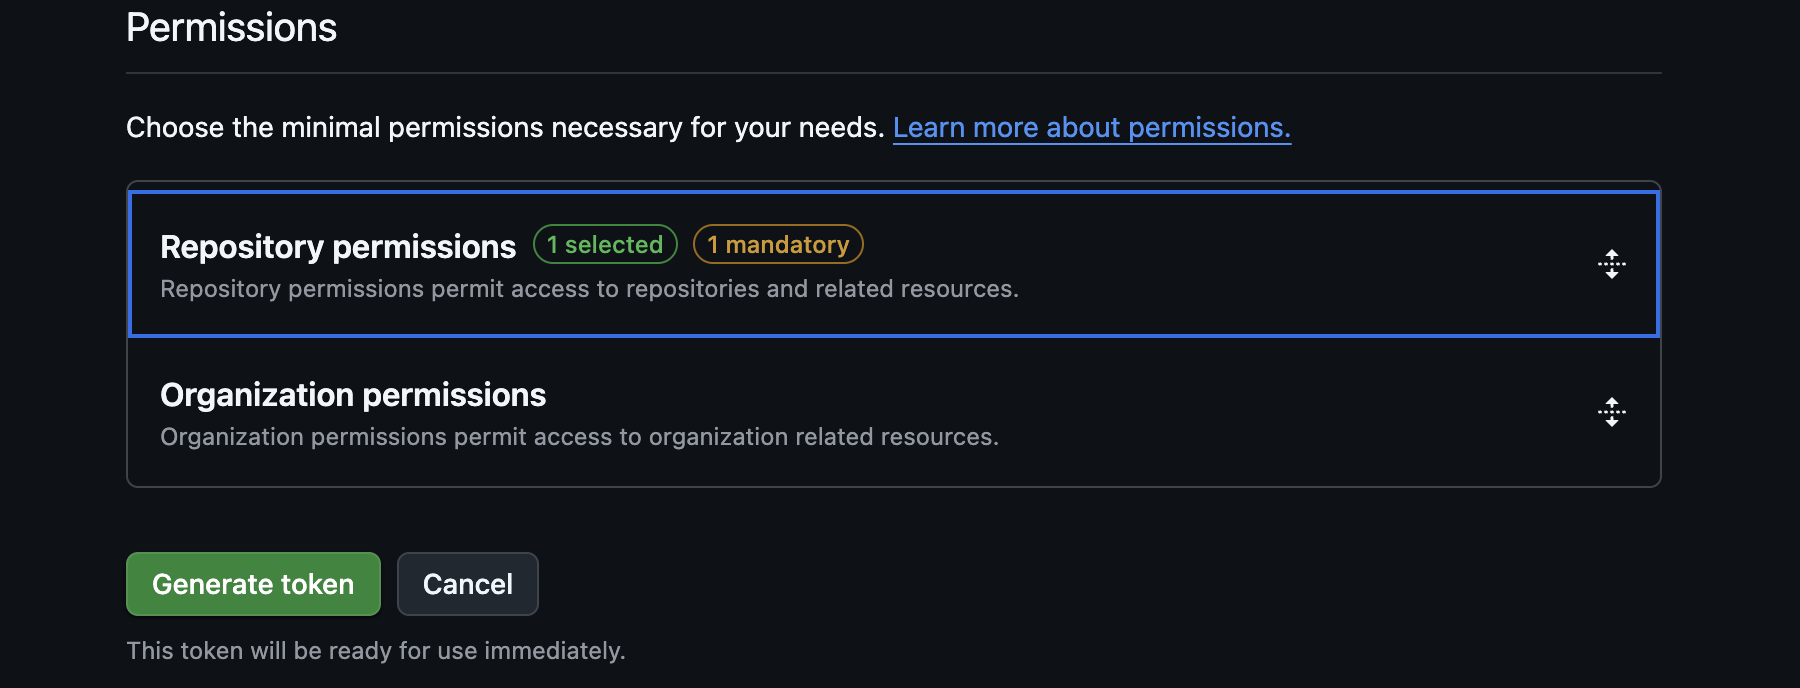 Permissions
Choose the minimal permissions necessary for your needs. Learn more about permissions.
Repository permissions 1 selected 1 mandatory
Repository permissions permit access to repositories and related resources.
Organization permissions
Organization permissions permit access to organization related resources.
Generate token Cancel
This token will be ready for use immediately.